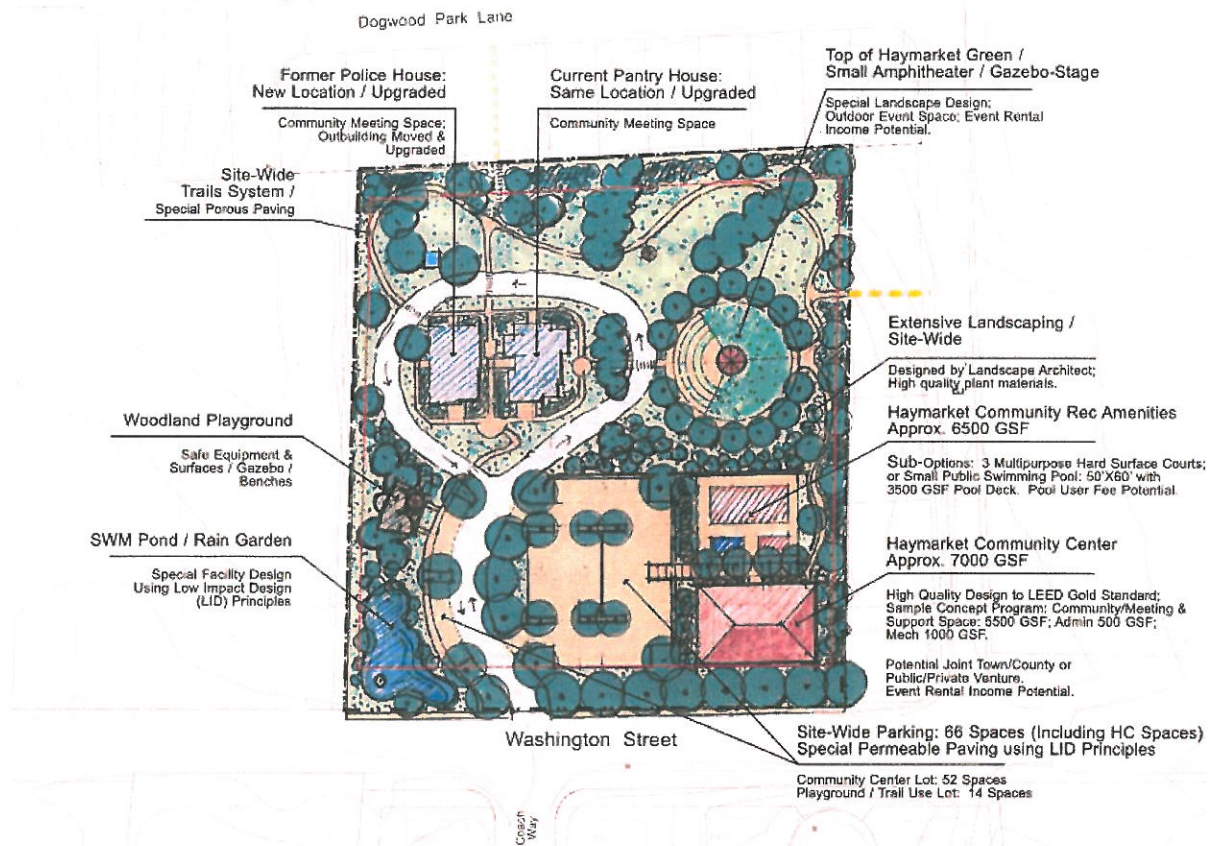 Dogwood Park Lane
Former Police House:
New Location / Upgraded
Community Meeting Space;
Outbuilding Moved &
Upgraded
Current Pantry House:
Same Location / Upgraded
Community Meeting Space
Top of Haymarket Green /
Small Amphitheater / Gazebo-Stage
Special Landscape Design;
Outdoor Event Space; Event Rental
Income Potential.
Site-Wide
Trails System /
Special Porous Paving
Extensive Landscaping /
Site-Wide
Designed by Landscape Architect;
High quality plant materials.
Haymarket Community Rec Amenities
Approx. 6500 GSF
Sub-Options: 3 Multipurpose Hard Surface Courts;
or Small Public Swimming Pool: 50'X60' with
3500 GSF Pool Deck. Pool User Fee Potential.
Woodland Playground
Safe Equipment &
Surfaces / Gazebo /
Benches
SWM Pond / Rain Garden
Special Facility Design
Using Low Impact Design
(LID) Principles
Haymarket Community Center
Approx. 7000 GSF
High Quality Design to LEED Gold Standard;
Sample Concept Program: Community/Meeting &
Support Space: 5500 GSF; Admin 500 GSF;
Mech 1000 GSF.
Potential Joint Town/County or
Public/Private Venture.
Event Rental Income Potential.
Washington Street
Site-Wide Parking: 66 Spaces (Including HC Spaces)
Special Permeable Paving using LID Principles
Community Center Lot: 52 Spaces
Playground / Trail Use Lot: 14 Spaces
Coach
Way